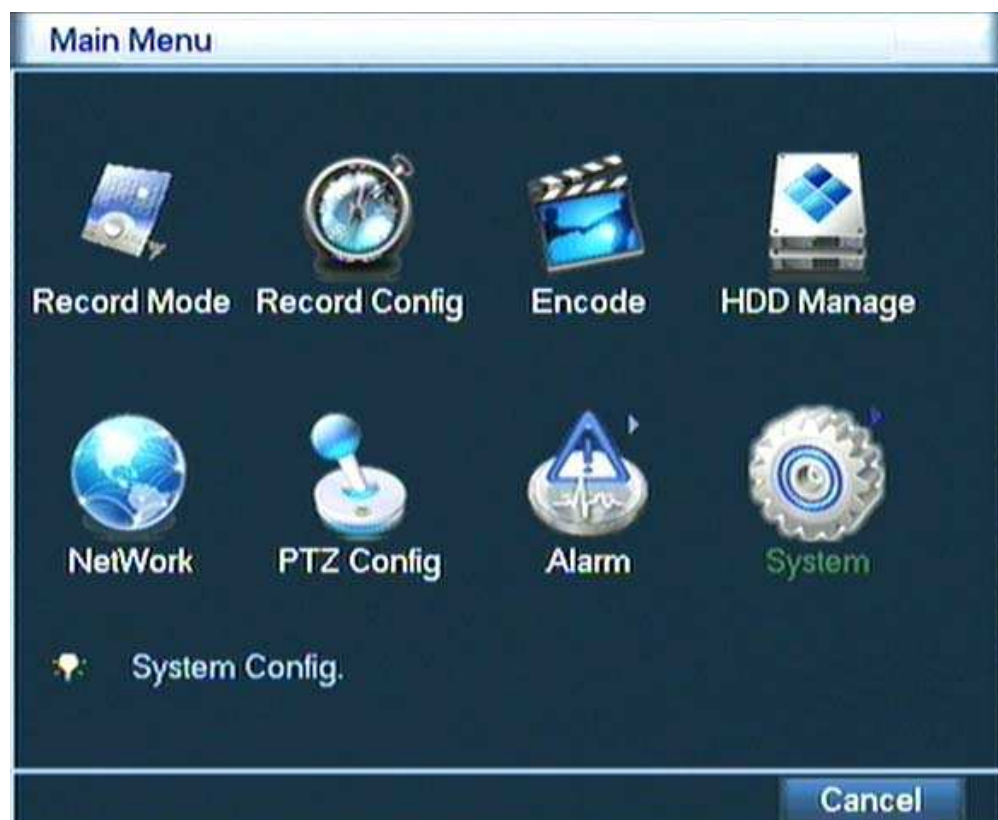 Main Menu
Record Mode Record Config Encode HDD Manage
NetWork PTZ Config Alarm System
System Config.
Cancel